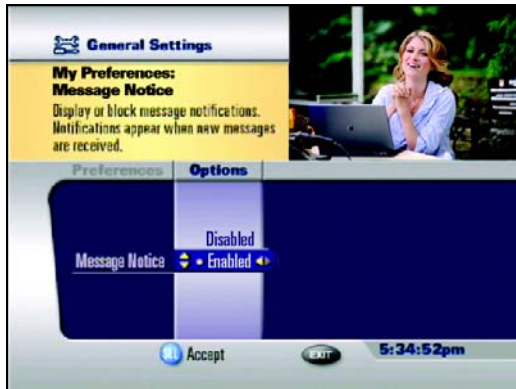 General Settings
My Preferences:
Message Notice
Display or block message notifications.
Notifications appear when new messages
are received.
Preferences Options
Disabled
Message Notice • Enabled
SEL Accept EXIT 5:34:52pm